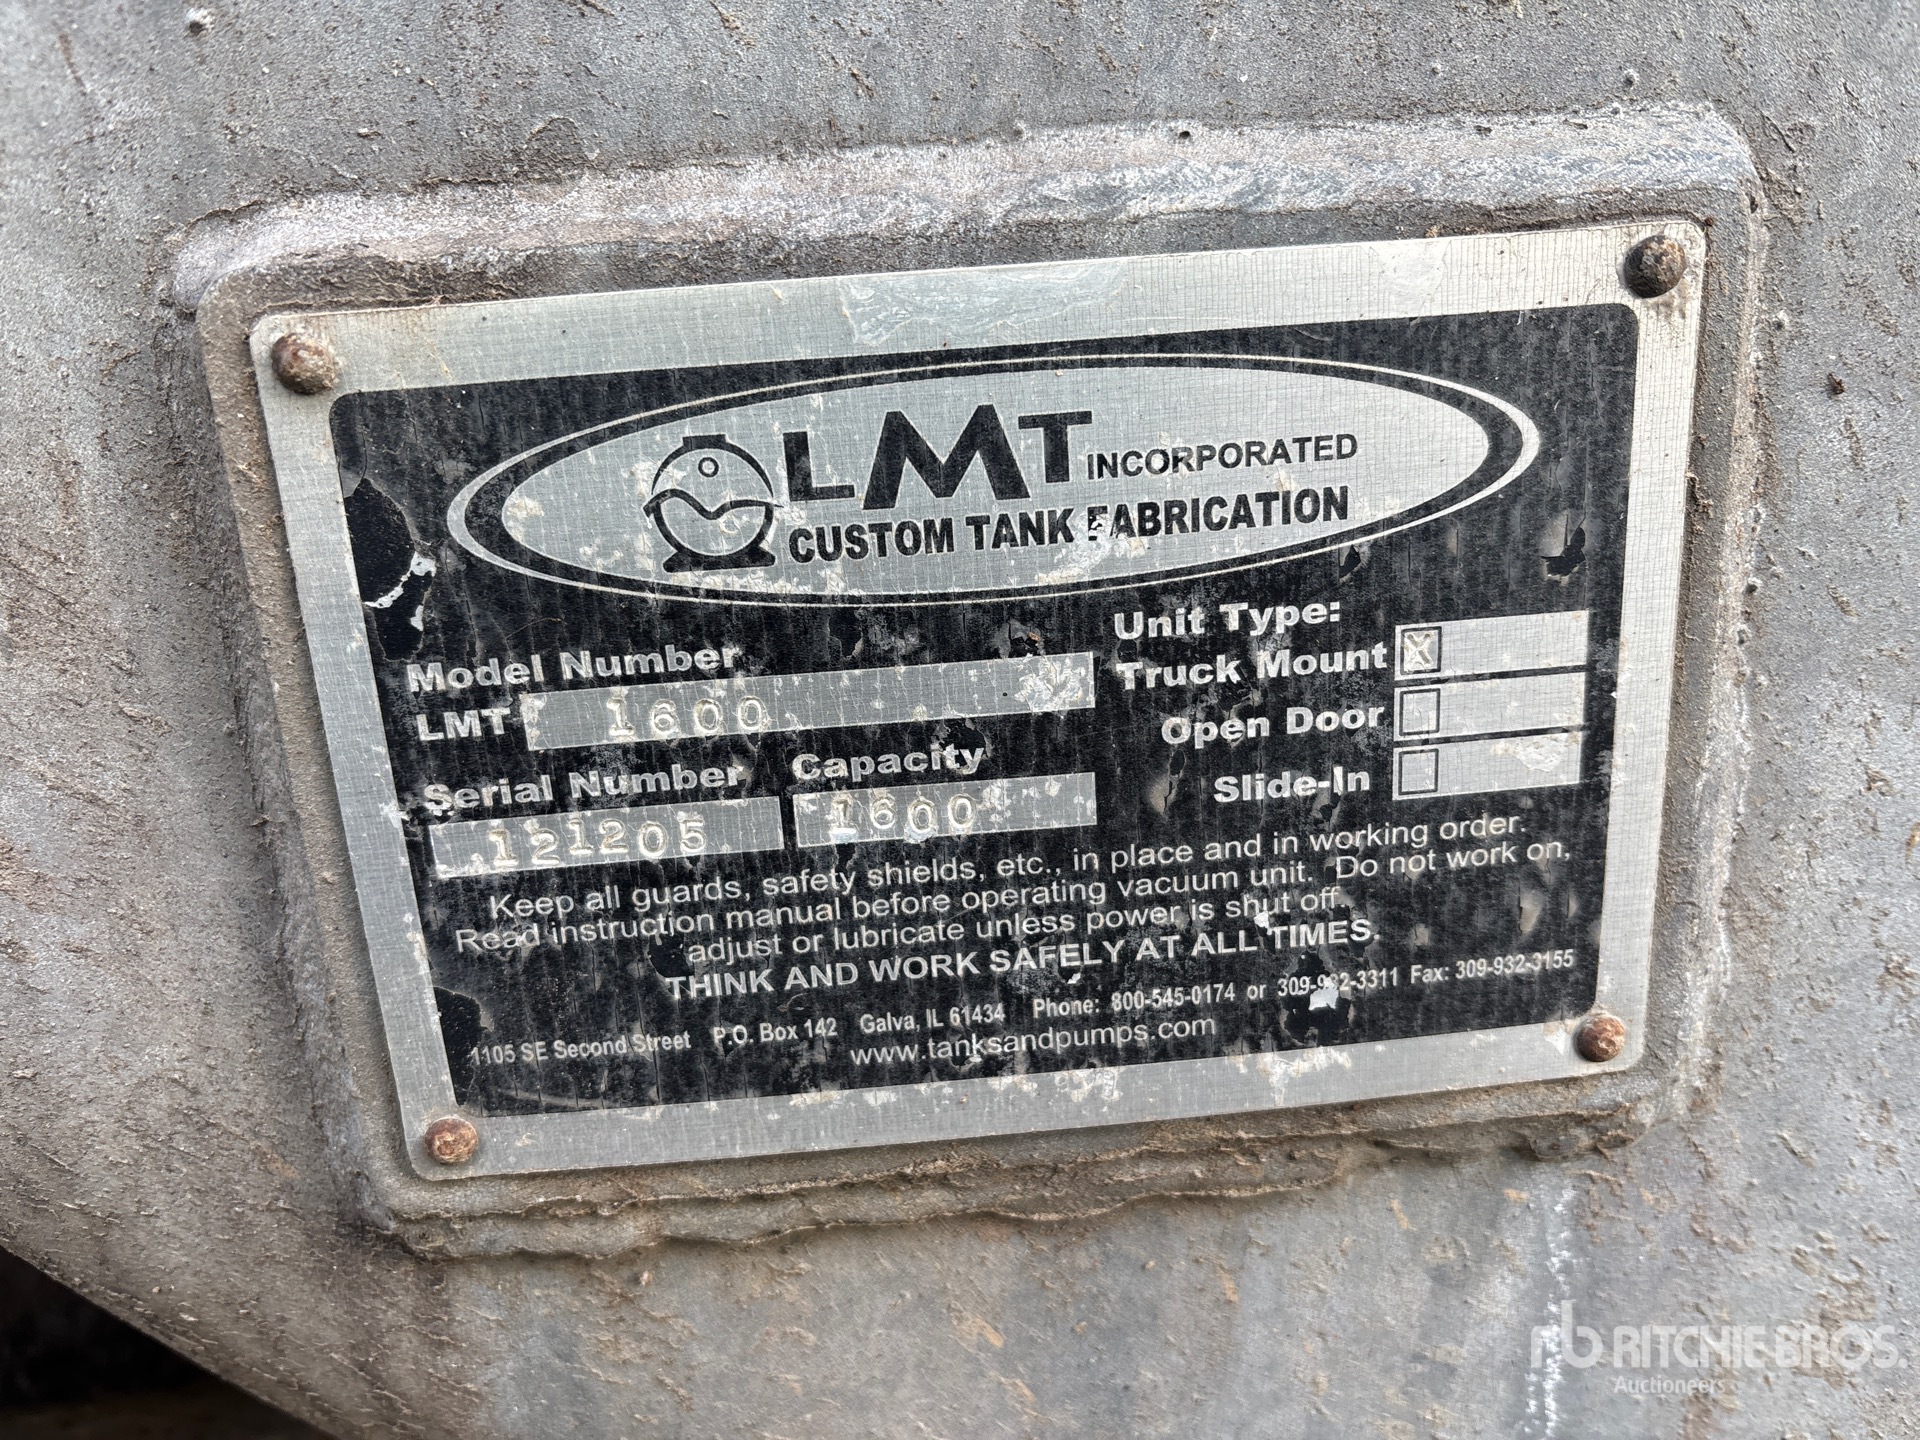 LMT INCORPORATED
CUSTOM TANK FABRICATION
Model Number
LMT 1600
Serial Number
121205
Capacity
1600
Unit Type:
Truck Mount X
Open Door
Slide-In
Keep all guards, safety shields, etc., in place and in working order.
Read instruction manual before operating vacuum unit. Do not work on,
adjust or lubricate unless power is shut off.
THINK AND WORK SAFELY AT ALL TIMES.
1105 SE Second Street P.O. Box 142 Galva, IL 61434 Phone: 800-545-0174 or 309-932-3311 Fax: 309-932-3155
www.tanksandpumps.com
rb RITCHIE BROS.
Auctioneers